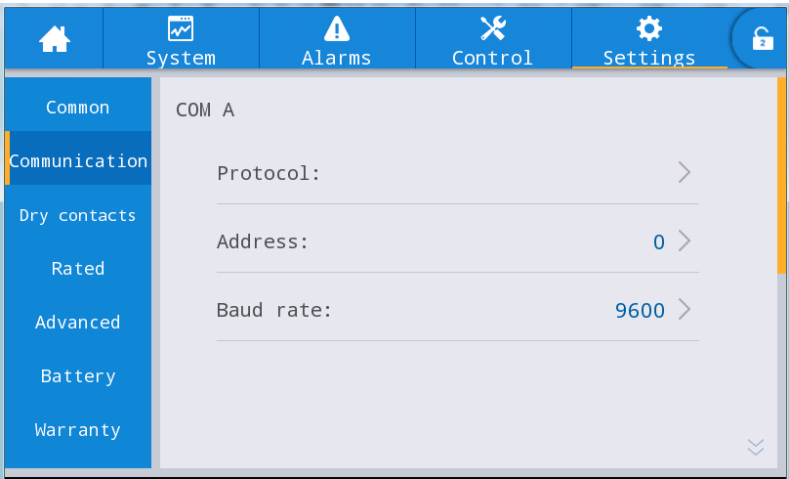 System Alarms Control Settings 2
Common
Communication
Dry contacts
Rated
Advanced
Battery
Warranty
COM A
Protocol:
Address: 0
Baud rate: 9600